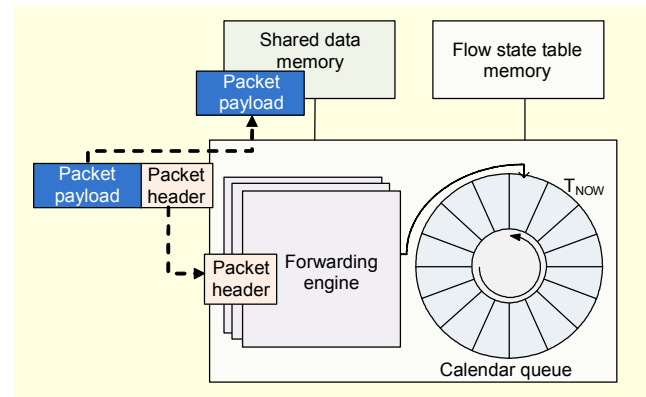 Shared data
memory
Flow state table
memory
Packet
payload
Packet
payload
Packet
header
TNOW
Packet
header
Forwarding
engine
Calendar queue